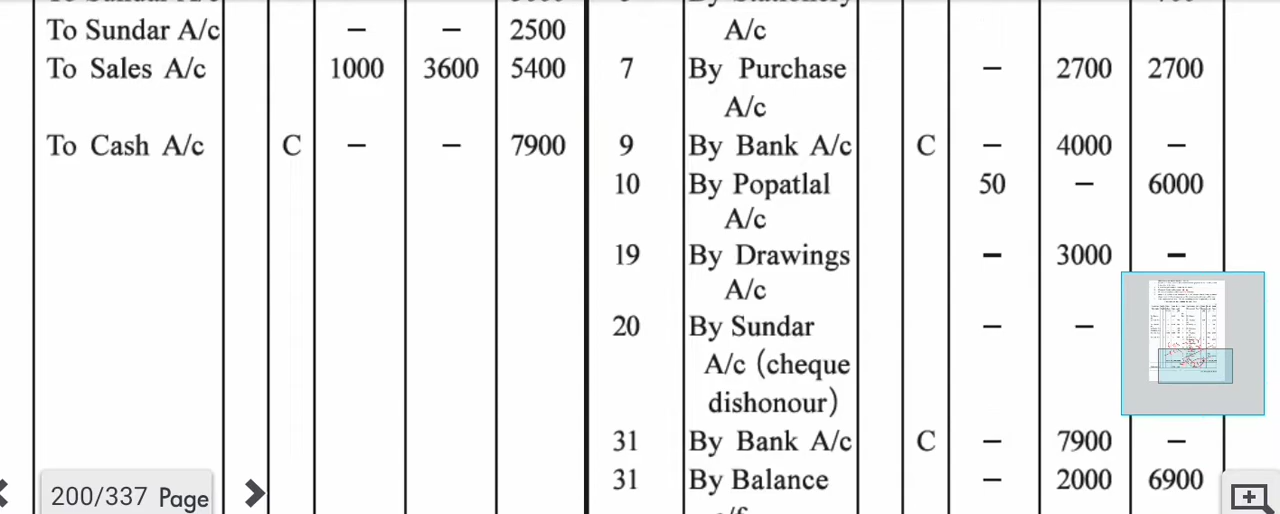 To Sundar A/c — — 2500 A/c
To Sales A/c 1000 3600 5400 7 By Purchase — 2700 2700
A/c
To Cash A/c C — — 7900 9 By Bank A/c C — 4000 —
10 By Popatlal 50 — 6000
A/c
19 By Drawings — 3000 —
A/c
20 By Sundar — —
A/c (cheque
dishonour)
31 By Bank A/c C — 7900 —
31 By Balance — 2000 6900
200/337 Page